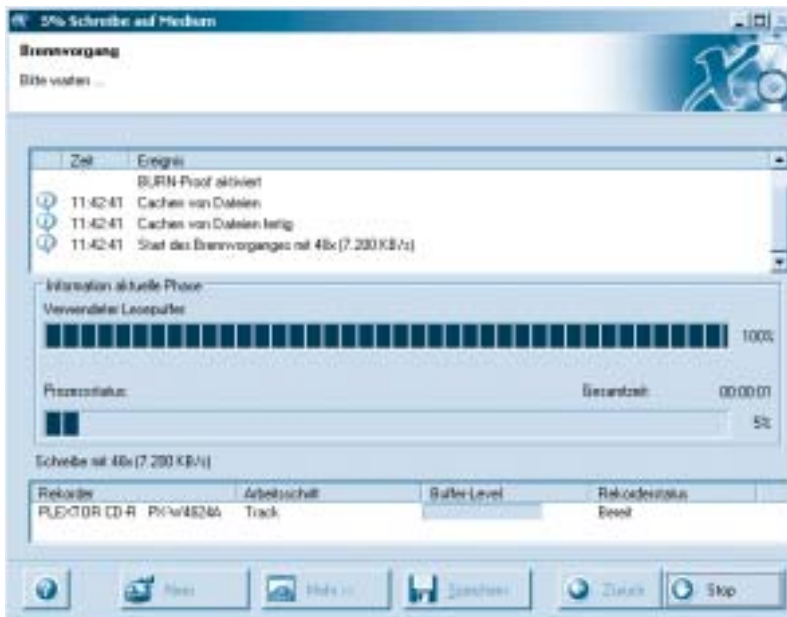 5% Schreibe auf Medium
Brennvorgang
Bitte warten ...
Zeit Ereignis
BURN-Proof aktiviert
11:42:41 Cachen von Dateien
11:42:41 Cachen von Dateien fertig
11:42:41 Start des Brennvorganges mit 48x (7.200 KB/s)
Information aktuelle Phase
Verwendeter Lesepuffer
100%
Prozessstatus: Gesamtzeit: 00:00:01
5%
Schreibe mit 48x (7.200 KB/s)
Rekorder Arbeitsschritt Buffer-Level Rekorderstatus
PLEXTOR CD-R PX-W4824A Track Bereit
Mehr >> Speichern Zurück Stop